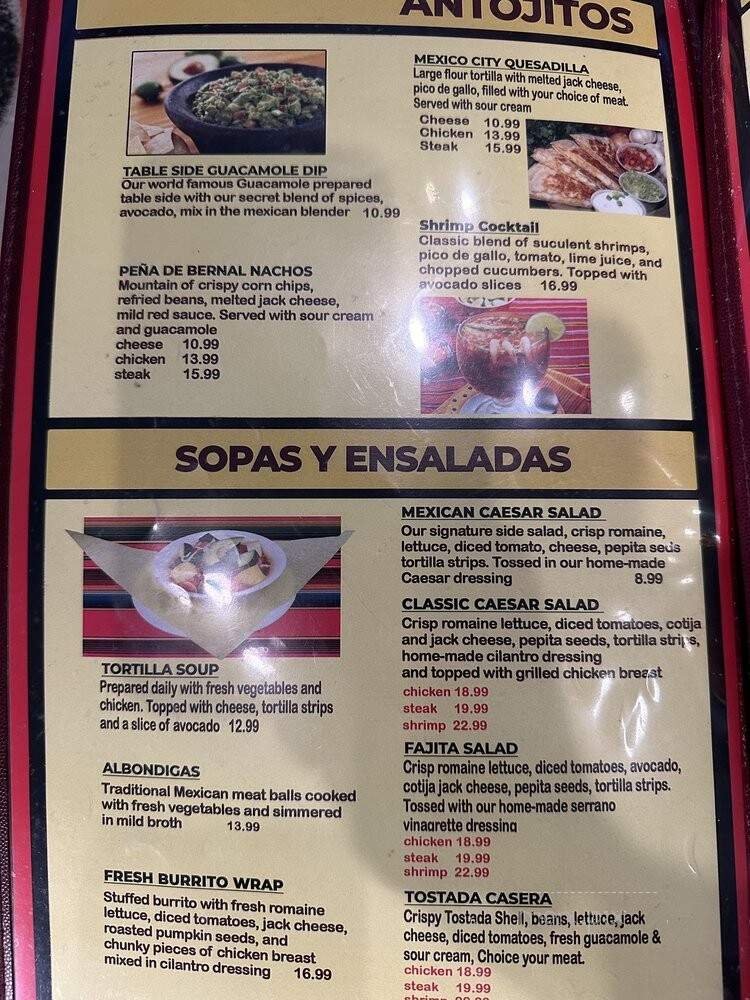 ANTOJITOS
TABLE SIDE GUACAMOLE DIP
Our world famous Guacamole prepared
table side with our secret blend of spices,
avocado, mix in the mexican blender 10.99
PEÑA DE BERNAL NACHOS
Mountain of crispy corn chips,
refried beans, melted jack cheese,
mild red sauce. Served with sour cream
and guacamole
cheese 10.99
chicken 13.99
steak 15.99
MEXICO CITY QUESADILLA
Large flour tortilla with melted jack cheese,
pico de gallo, filled with your choice of meat.
Served with sour cream
Cheese 10.99
Chicken 13.99
Steak 15.99
Shrimp Cocktail
Classic blend of suculent shrimps,
pico de gallo, tomato, lime juice, and
chopped cucumbers. Topped with
avocado slices 16.99
SOPAS Y ENSALADAS
TORTILLA SOUP
Prepared daily with fresh vegetables and
chicken. Topped with cheese, tortilla strips
and a slice of avocado 12.99
ALBONDIGAS
Traditional Mexican meat balls cooked
with fresh vegetables and simmered
in mild broth 13.99
FRESH BURRITO WRAP
Stuffed burrito with fresh romaine
lettuce, diced tomatoes, jack cheese,
roasted pumpkin seeds, and
chunky pieces of chicken breast
mixed in cilantro dressing 16.99
MEXICAN CAESAR SALAD
Our signature side salad, crisp romaine,
lettuce, diced tomato, cheese, pepita seds
tortilla strips. Tossed in our home-made
Caesar dressing 8.99
CLASSIC CAESAR SALAD
Crisp romaine lettuce, diced tomatoes, cotija
and jack cheese, pepita seeds, tortilla strips,
home-made cilantro dressing
and topped with grilled chicken breast
chicken 18.99
steak 19.99
shrimp 22.99
FAJITA SALAD
Crisp romaine lettuce, diced tomatoes, avocado,
cotija jack cheese, pepita seeds, tortilla strips.
Tossed with our home-made serrano
vinagrette dressing
chicken 18.99
steak 19.99
shrimp 22.99
TOSTADA CASERA
Crispy Tostada Shell, beans, lettuce, jack
cheese, diced tomatoes, fresh guacamole &
sour cream, Choice your meat.
chicken 18.99
steak 19.99
shrimp